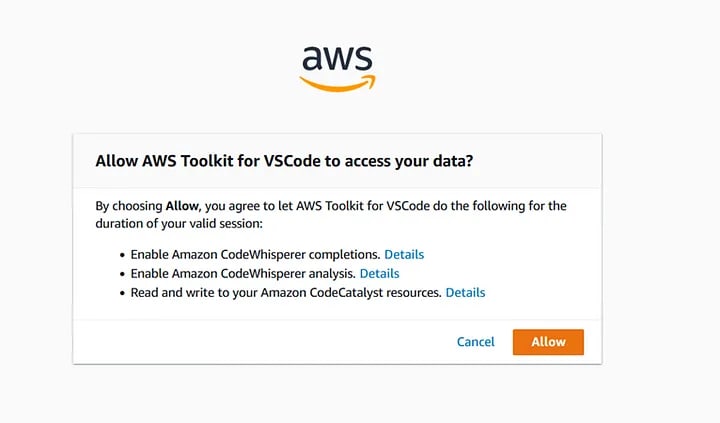 aws
Allow AWS Toolkit for VSCode to access your data?
By choosing Allow, you agree to let AWS Toolkit for VSCode do the following for the
duration of your valid session:
• Enable Amazon CodeWhisperer completions. Details
• Enable Amazon CodeWhisperer analysis. Details
• Read and write to your Amazon CodeCatalyst resources. Details
Cancel Allow